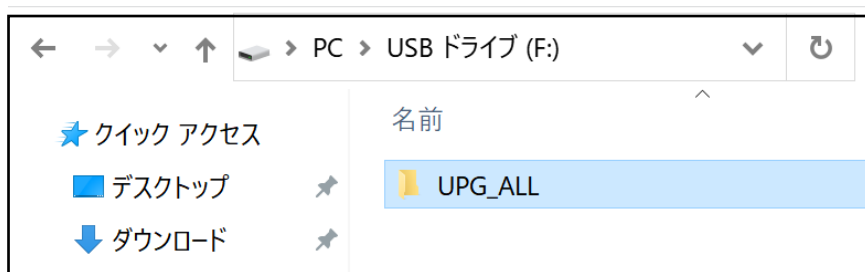 PC > USB ドライブ (F:)
クイック アクセス
デスクトップ
ダウンロード
名前
UPG_ALL